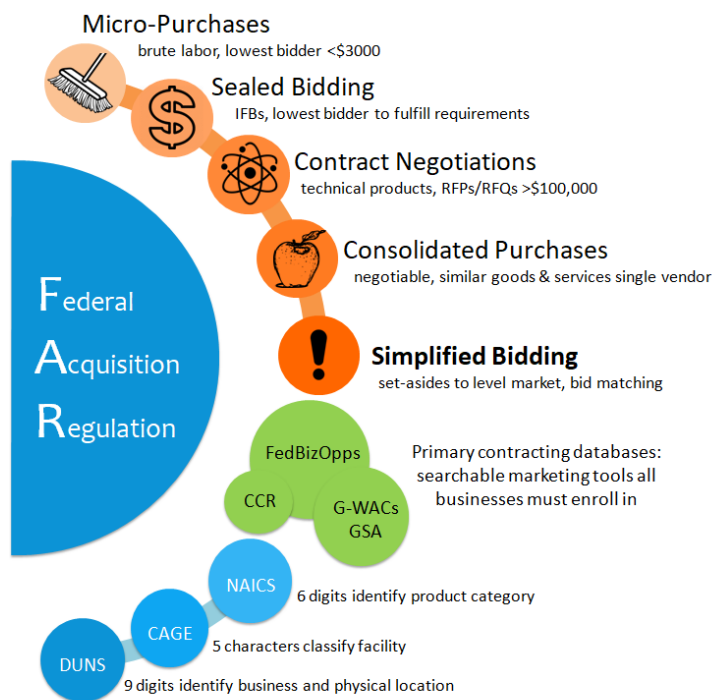 Micro-Purchases
brute labor, lowest bidder <$3000
Sealed Bidding
IFBs, lowest bidder to fulfill requirements
Contract Negotiations
technical products, RFPs/RFQs >$100,000
Consolidated Purchases
negotiable, similar goods & services single vendor
Federal
Acquisition
Regulation
Simplified Bidding
set-asides to level market, bid matching
FedBizOpps
CCR
G-WACs
GSA
Primary contracting databases:
searchable marketing tools all
businesses must enroll in
NAICS
6 digits identify product category
CAGE
5 characters classify facility
DUNS
9 digits identify business and physical location